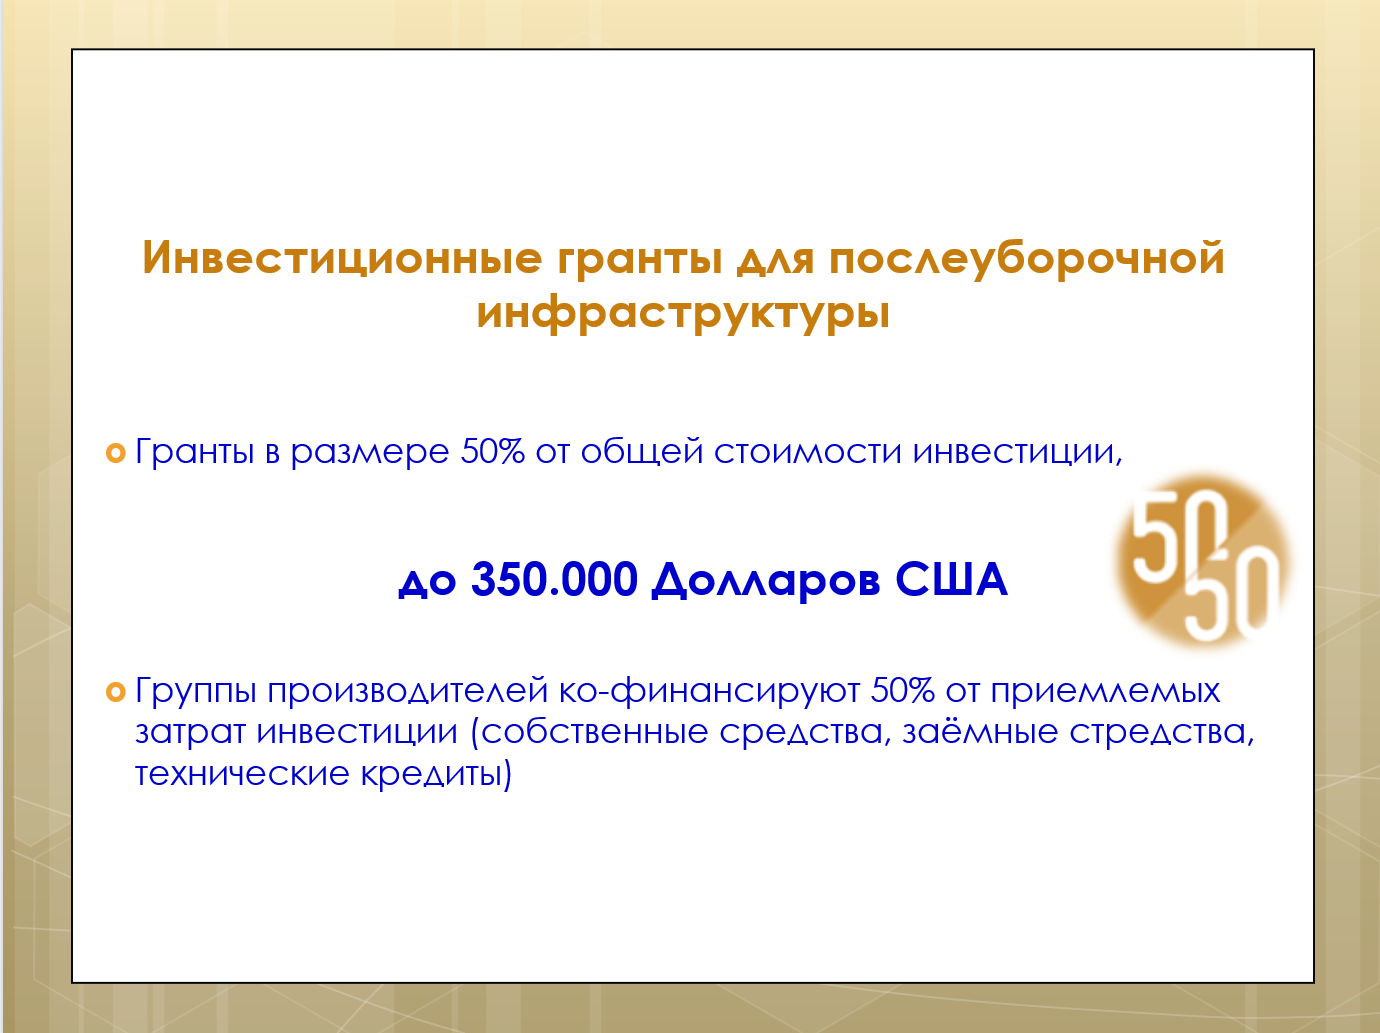 Инвестиционные гранты для послеуборочной
инфраструктуры
Гранты в размере 50% от общей стоимости инвестиции,
50
50
до 350.000 Долларов США
Группы производителей ко-финансируют 50% от приемлемых
затрат инвестиции (собственные средства, заёмные стредства,
технические кредиты)